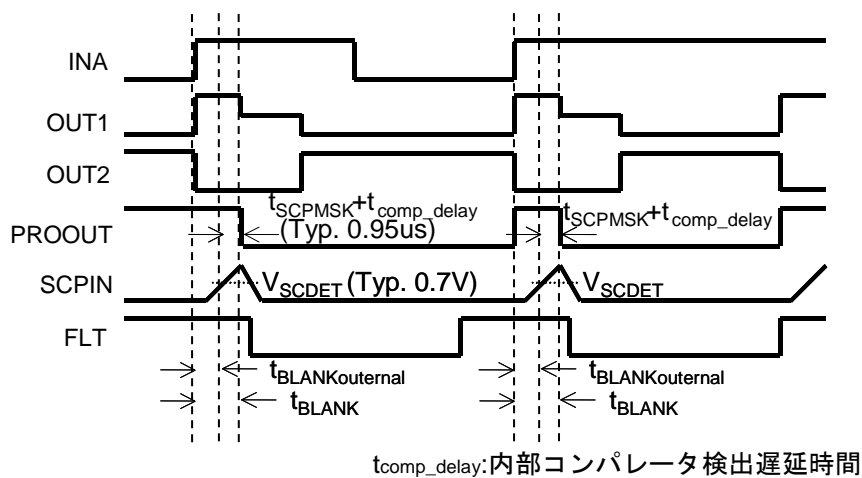 INA
OUT1
OUT2
tSCPMSK+tcomp_delay
tSCPMSK+tcomp_delay
PROOUT
(Typ. 0.95us)
SCPIN
VSCDET (Typ. 0.7V)
VSCDET
FLT
tBLANKouternal
tBLANKouternal
tBLANK
tBLANK
tcomp_delay:内部コンパレータ検出遅延時間